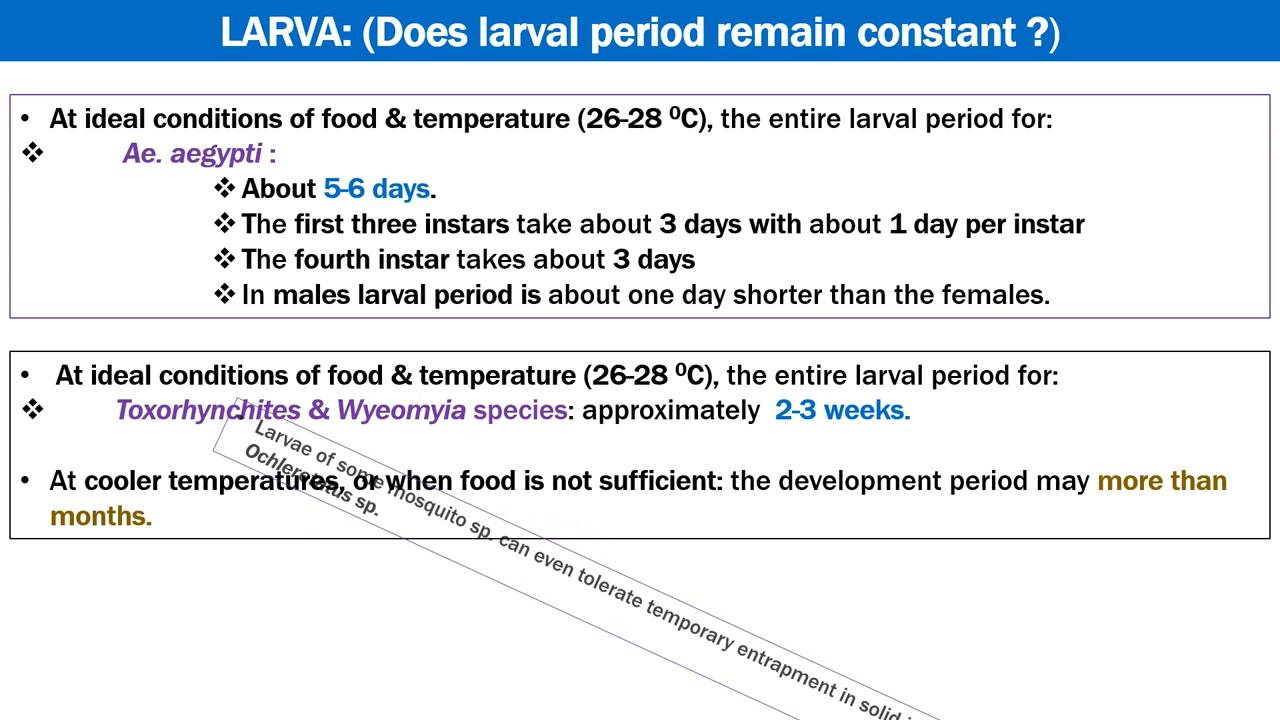 LARVA: (Does larval period remain constant ?)
• At ideal conditions of food & temperature (26-28 ⁰C), the entire larval period for:
❖ Ae. aegypti :
❖ About 5-6 days.
❖ The first three instars take about 3 days with about 1 day per instar
❖ The fourth instar takes about 3 days
❖ In males larval period is about one day shorter than the females.
• At ideal conditions of food & temperature (26-28 ⁰C), the entire larval period for:
❖ Toxorhynchites & Wyeomyia species: approximately 2-3 weeks.
• At cooler temperatures, or when food is not sufficient: the development period may more than
months.
• Larvae of some mosquito sp. can even tolerate temporary entrapment in solid
sp.